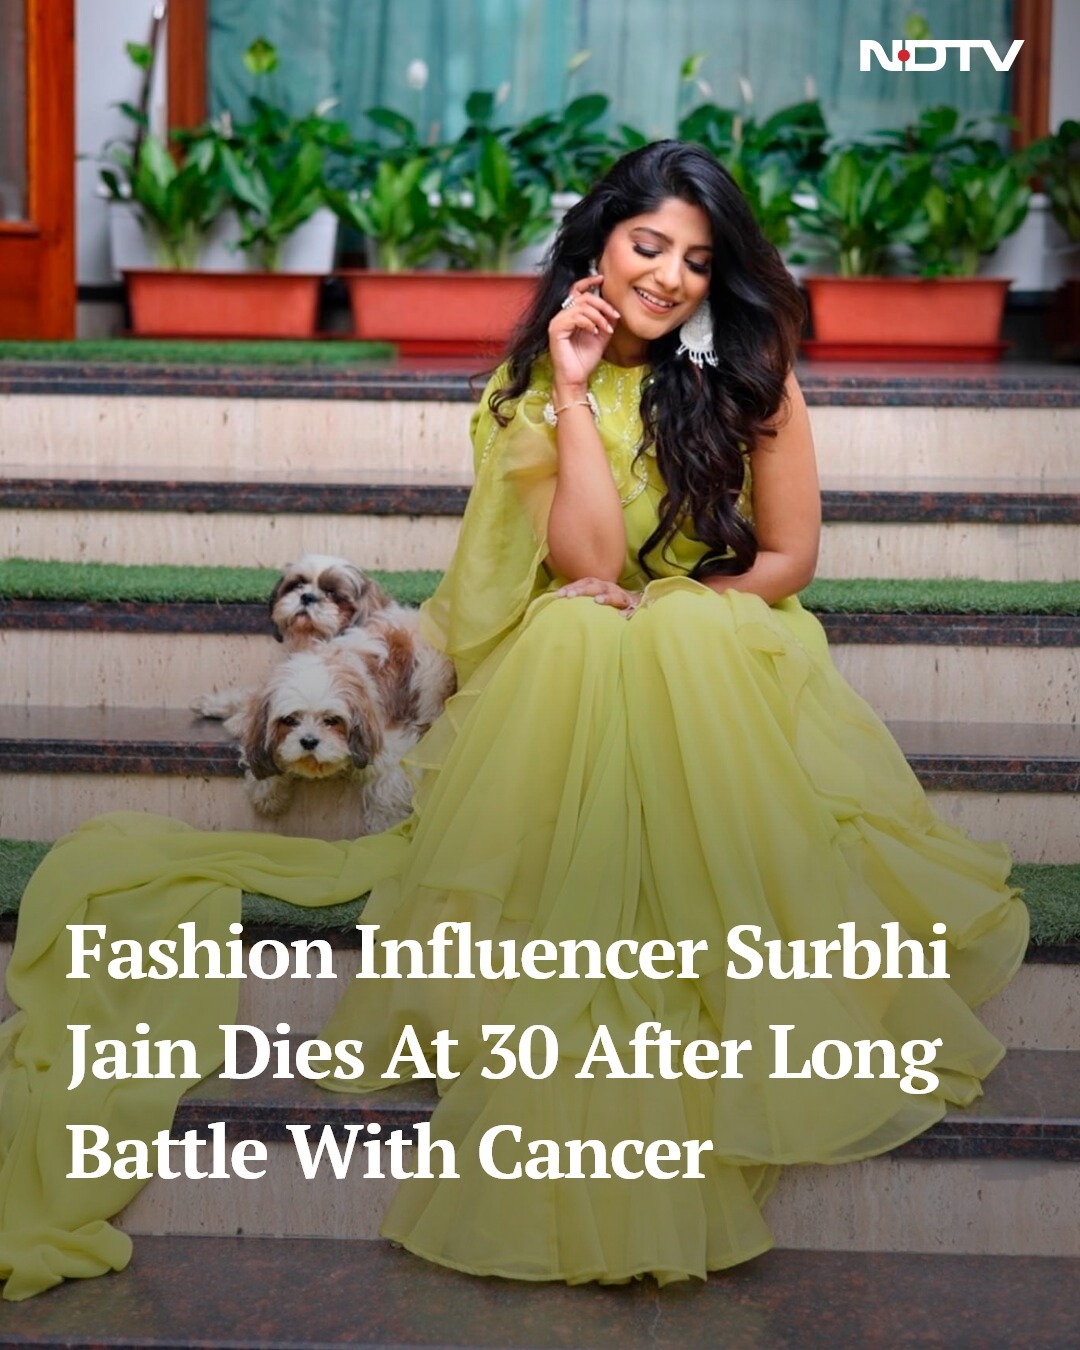 NDTV
Fashion Influencer Surbhi
Jain Dies At 30 After Long
Battle With Cancer